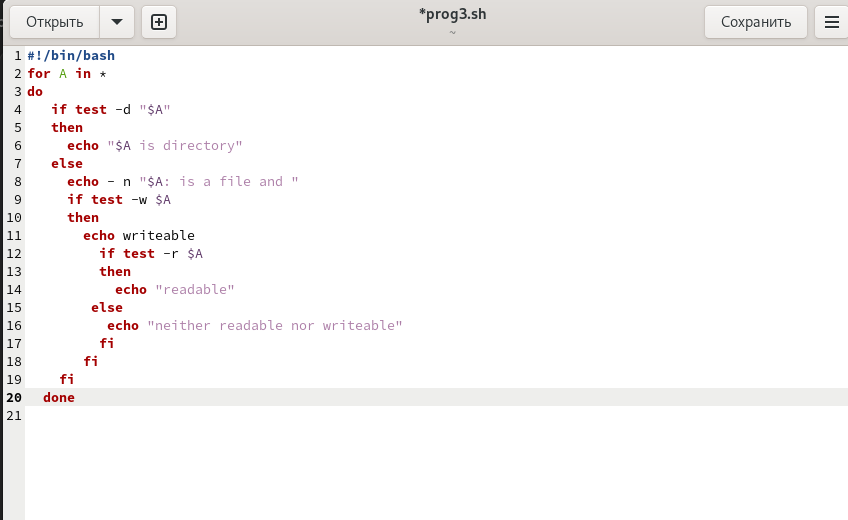 Открыть
*prog3.sh
~
Сохранить
1 #!/bin/bash
2 for A in *
3 do
4    if test -d "$A"
5    then
6      echo "$A is directory"
7    else
8      echo - n "$A: is a file and "
9      if test -w $A
10      then
11        echo writeable
12          if test -r $A
13          then
14            echo "readable"
15         else
16           echo "neither readable nor writeable"
17          fi
18        fi
19     fi
20   done
21